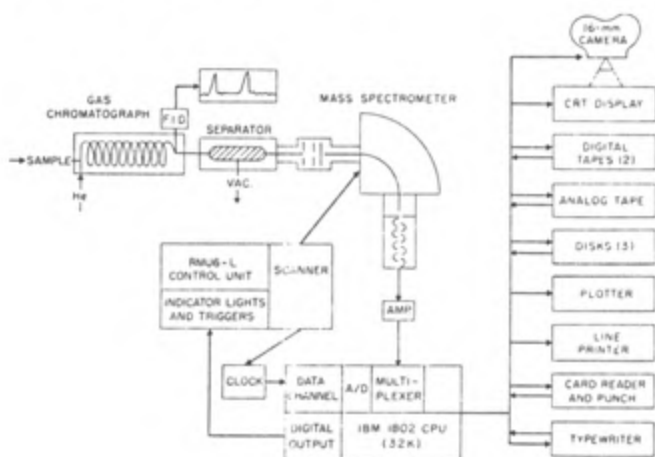 16-mm
CAMERA
GAS
CHROMATOGRAPH
F.I.D.
MASS SPECTROMETER
CRT DISPLAY
SEPARATOR
SAMPLE
DIGITAL
TAPES (2)
VAC.
He
ANALOG TAPE
RMU6-L
CONTROL UNIT
SCANNER
DISKS (3)
INDICATOR LIGHTS
AND TRIGGERS
PLOTTER
AMP
LINE
PRINTER
CLOCK
DATA
CHANNEL
A/D
MULTI-
PLEXER
CARD READER
AND PUNCH
DIGITAL
OUTPUT
IBM 1802 CPU
(32K)
TYPEWRITER